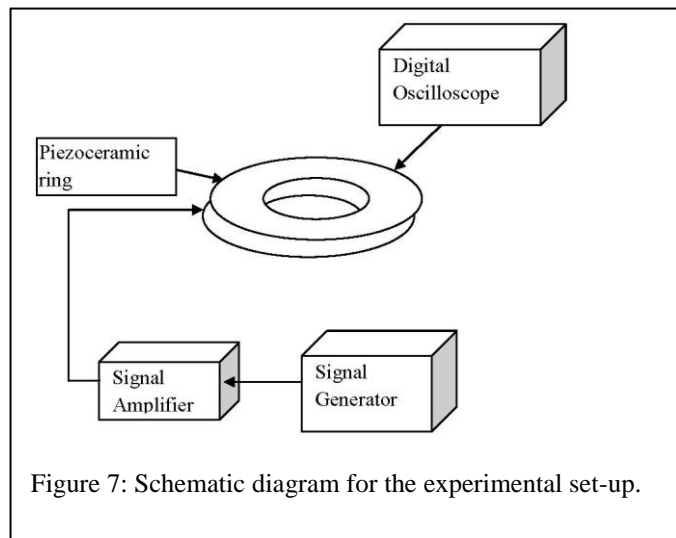 Digital
Oscilloscope
Piezoceramic
ring
Signal
Amplifier
Signal
Generator
Figure 7: Schematic diagram for the experimental set-up.